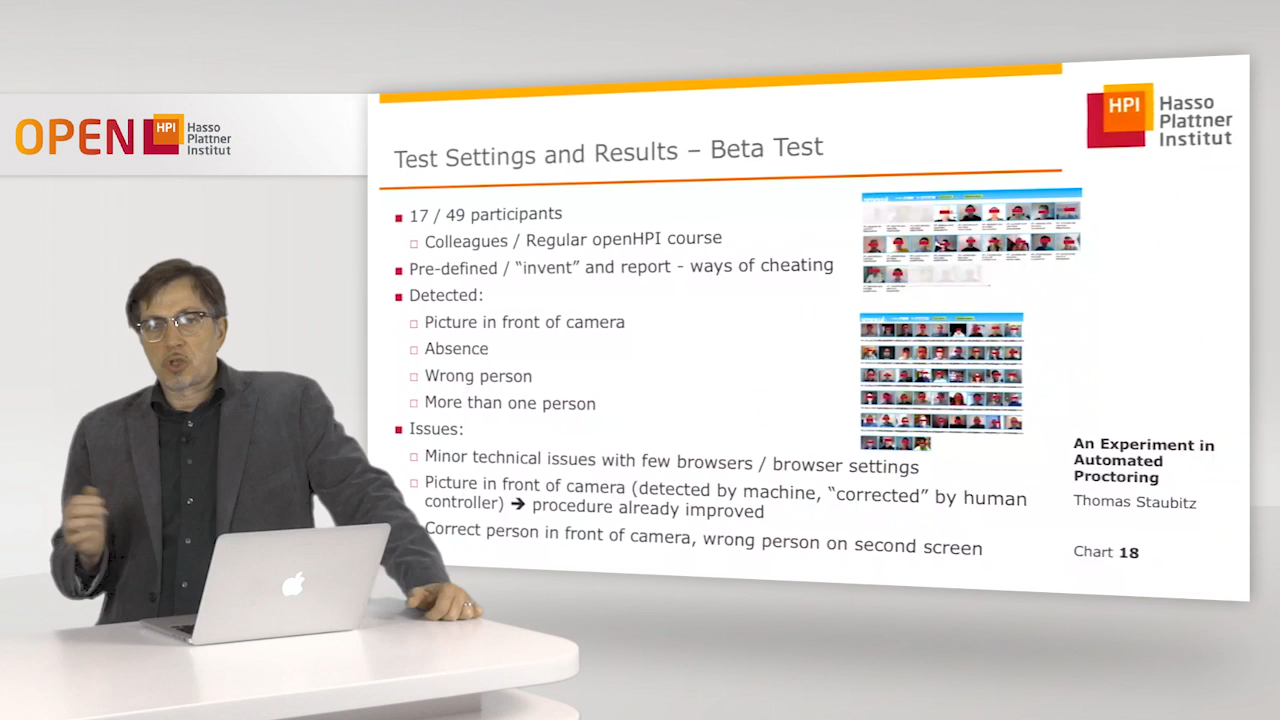 OPEN HPI Hasso
Plattner
Institut
HPI Hasso
Plattner
Institut
Test Settings and Results – Beta Test
■ 17 / 49 participants
□ Colleagues / Regular openHPI course
■ Pre-defined / “invent” and report - ways of cheating
■ Detected:
□ Picture in front of camera
□ Absence
□ Wrong person
□ More than one person
■ Issues:
□ Minor technical issues with few browsers / browser settings
□ Picture in front of camera (detected by machine, “corrected” by human
controller) ➔ procedure already improved
Correct person in front of camera, wrong person on second screen
An Experiment in
Automated
Proctoring
Thomas Staubitz
Chart 18